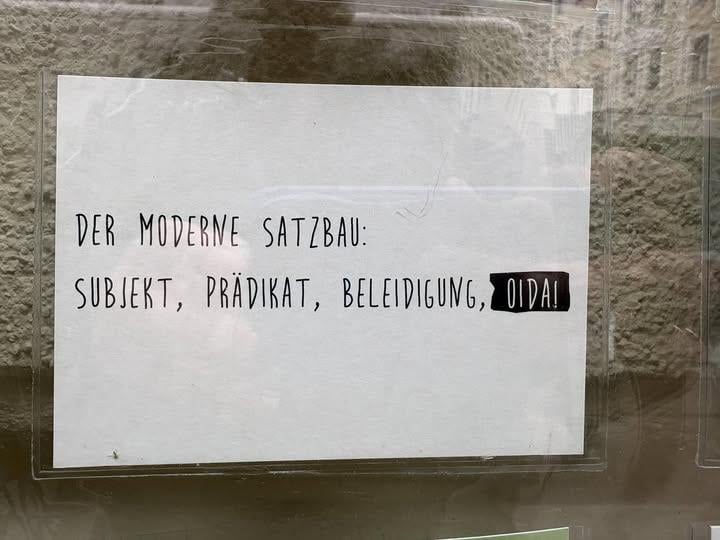 DER MODERNE SATZBAU:
SUBJEKT, PRÄDIKAT, BELEIDIGUNG, OIDA!